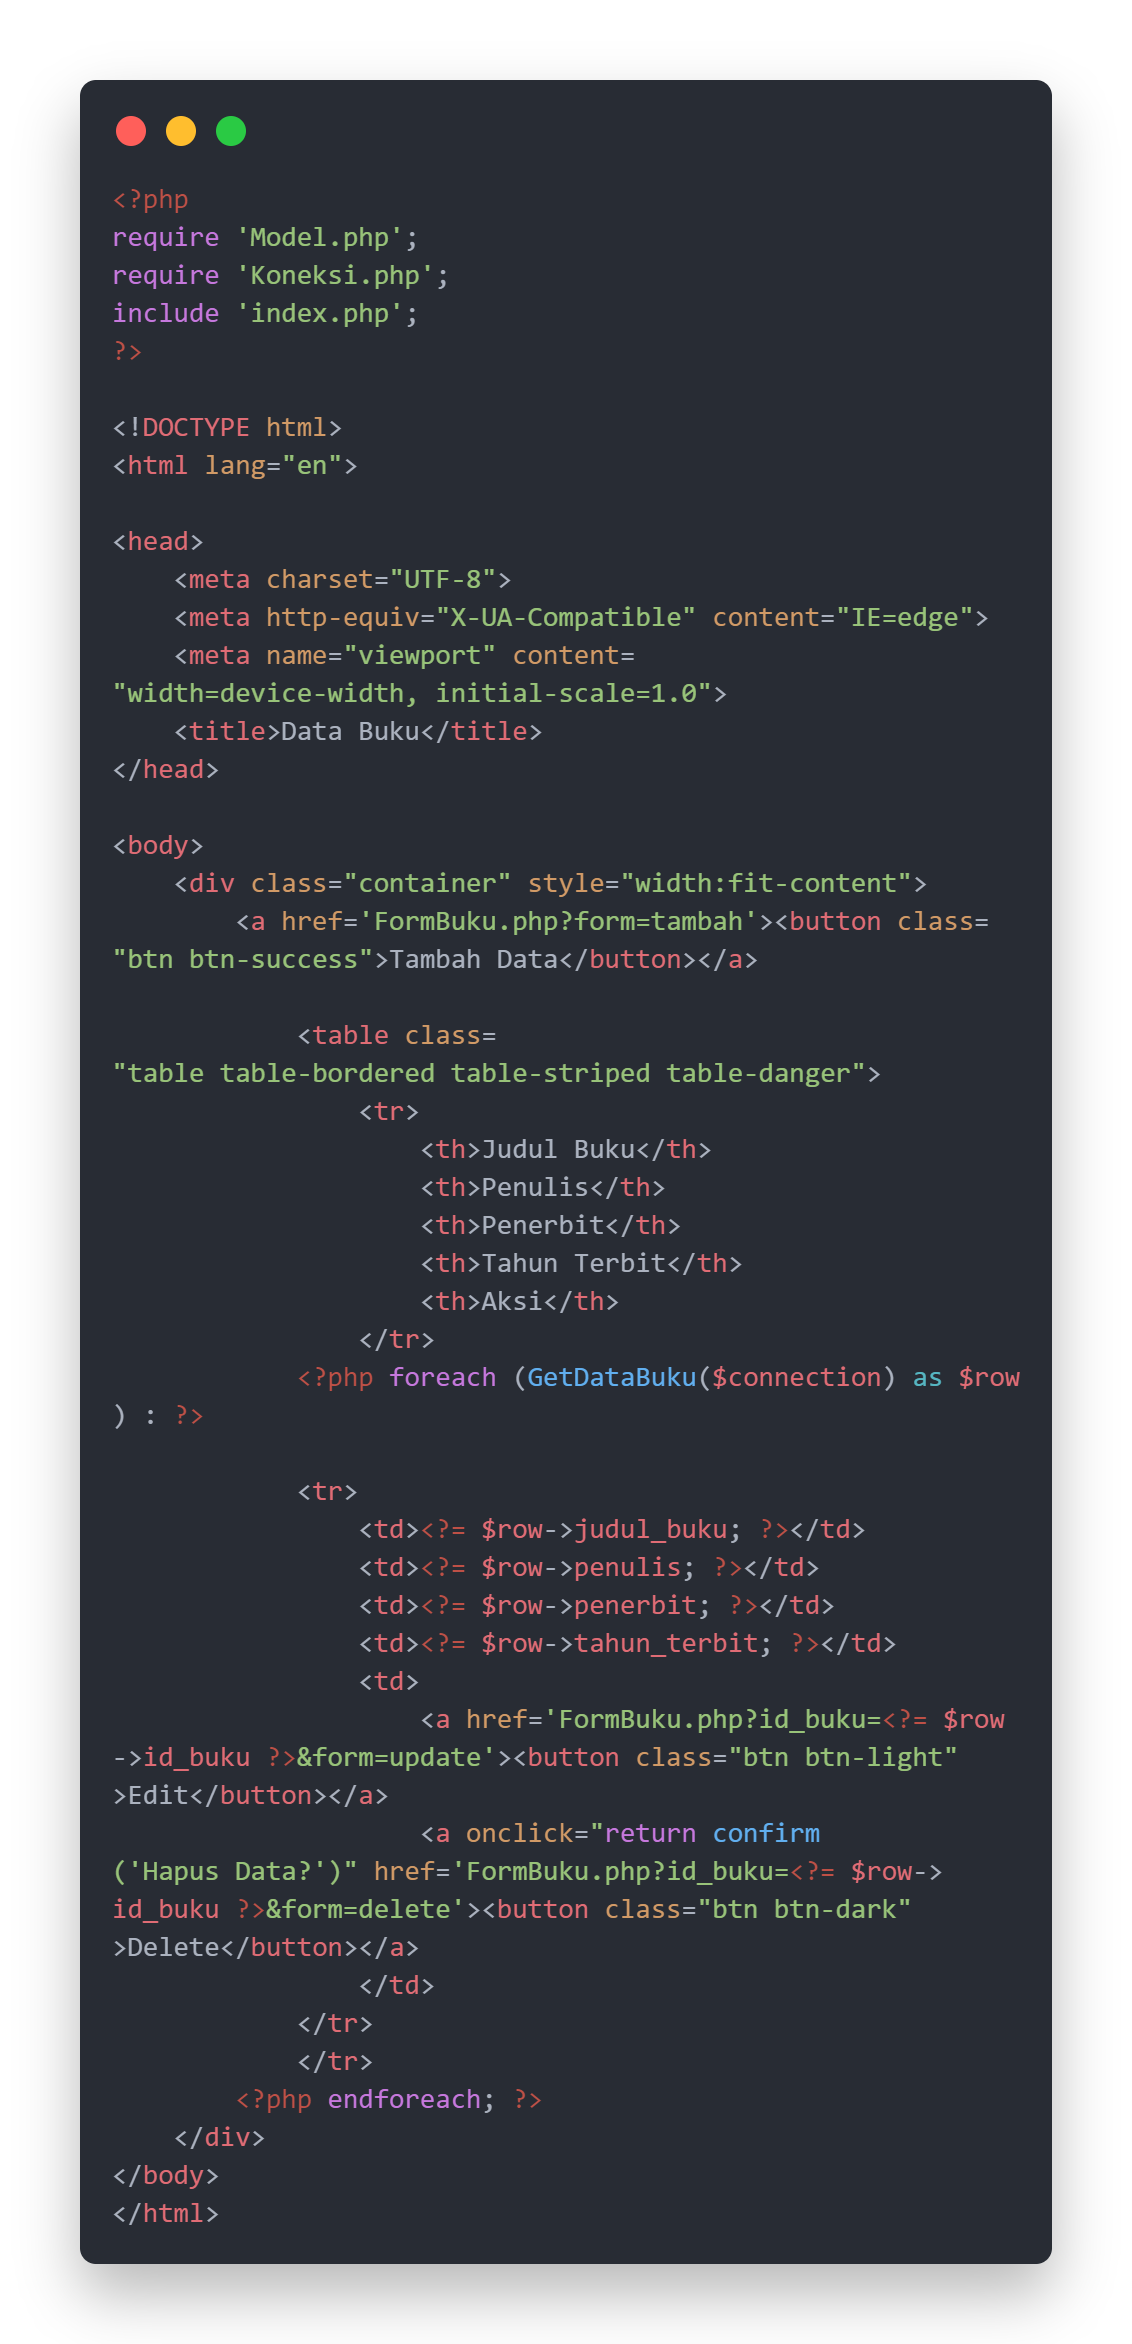 <?php
require 'Model.php';
require 'Koneksi.php';
include 'index.php';
?>

<!DOCTYPE html>
<html lang="en">

<head>
    <meta charset="UTF-8">
    <meta http-equiv="X-UA-Compatible" content="IE=edge">
    <meta name="viewport" content=
"width=device-width, initial-scale=1.0">
    <title>Data Buku</title>
</head>

<body>
    <div class="container" style="width:fit-content">
        <a href='FormBuku.php?form=tambah'><button class=
"btn btn-success">Tambah Data</button></a>

            <table class=
"table table-bordered table-striped table-danger">
                <tr>
                    <th>Judul Buku</th>
                    <th>Penulis</th>
                    <th>Penerbit</th>
                    <th>Tahun Terbit</th>
                    <th>Aksi</th>
                </tr>
            <?php foreach (GetDataBuku($connection) as $row
) : ?>

            <tr>
                <td><?= $row->judul_buku; ?></td>
                <td><?= $row->penulis; ?></td>
                <td><?= $row->penerbit; ?></td>
                <td><?= $row->tahun_terbit; ?></td>
                <td>
                    <a href='FormBuku.php?id_buku=<?= $row
->id_buku ?>&form=update'><button class="btn btn-light"
>Edit</button></a>
                    <a onclick="return confirm
('Hapus Data?')" href='FormBuku.php?id_buku=<?= $row->
id_buku ?>&form=delete'><button class="btn btn-dark"
>Delete</button></a>
                </td>
            </tr>
            </tr>
        <?php endforeach; ?>
    </div>
</body>
</html>